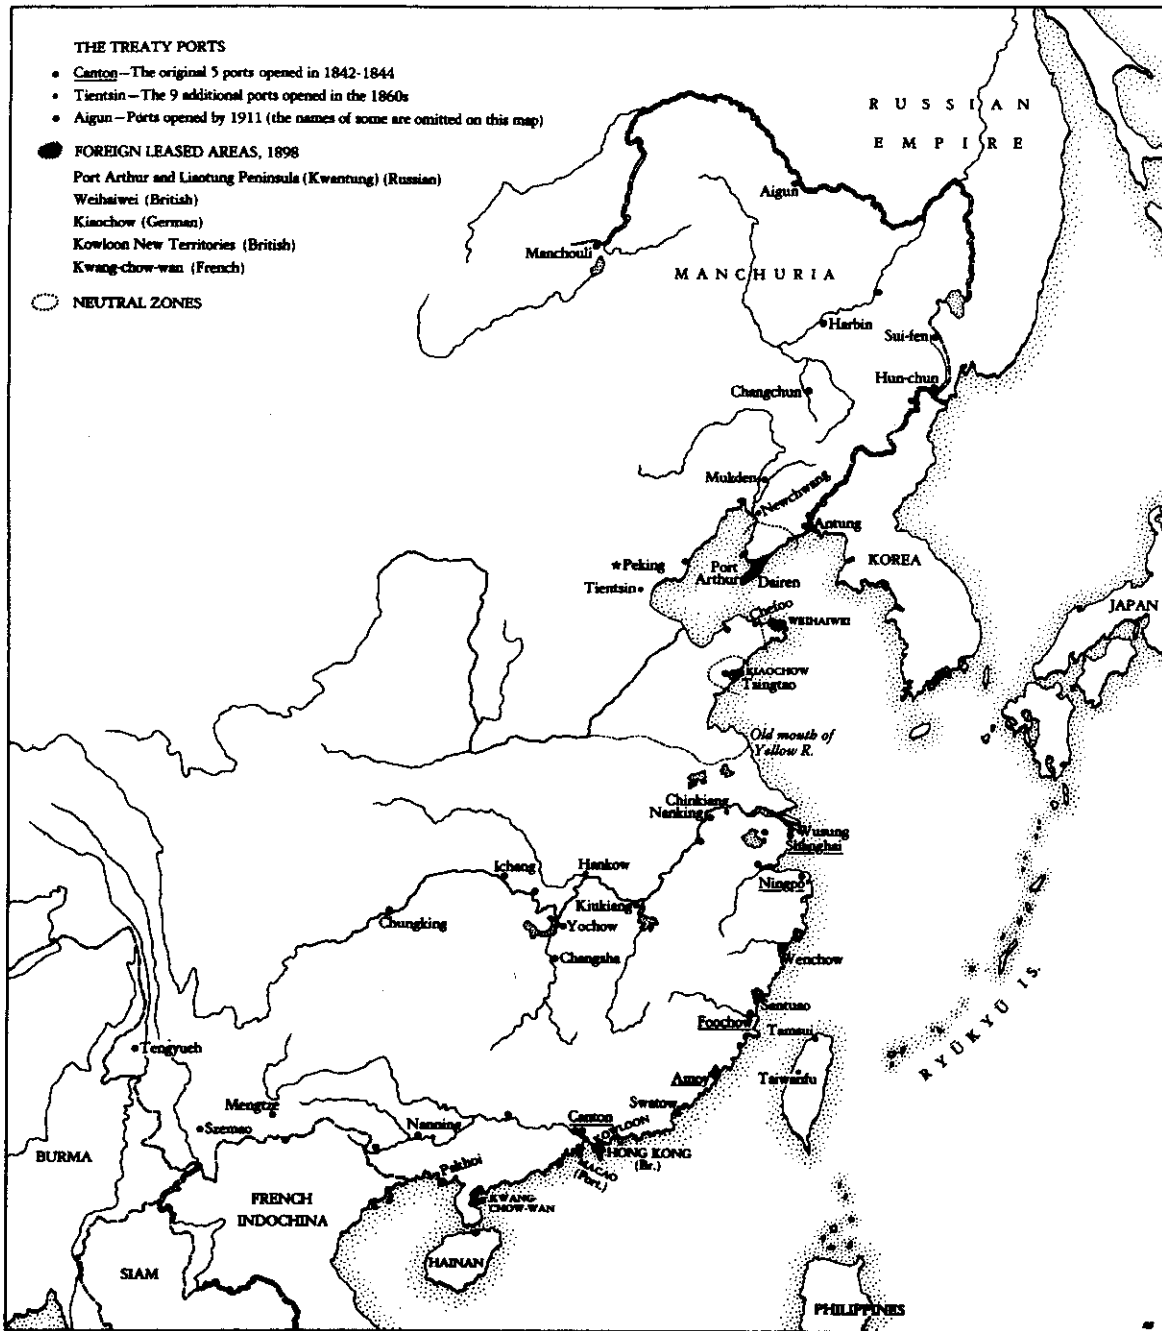 THE TREATY PORTS
Canton—The original 5 ports opened in 1842-1844
Tientsin—The 9 additional ports opened in the 1860s
Aigun—Ports opened by 1911 (the names of some are omitted on this map)
FOREIGN LEASED AREAS, 1898
Port Arthur and Liaotung Peninsula (Kwantung) (Russian)
Weihaiwei (British)
Kiaochow (German)
Kowloon New Territories (British)
Kwang-chow-wan (French)
NEUTRAL ZONES
RUSSIAN
EMPIRE
Aigun
Manchouli
MANCHURIA
Harbin
Sui-fen
Hun-chun
Changchun
Mukden
Newchwang
Antung
Peking
Port
Arthur
Dairen
KOREA
Tientsin
Chefoo
WEIHAIWEI
JAPAN
KIAOCHOW
Tsingtao
Old mouth of
Yellow R.
Chinkiang
Nanking
Wusung
Shanghai
Ichang
Hankow
Ningpo
Kiukiang
Chungking
Yochow
Changsha
Wenchow
Santuao
Foochow
Tamsui
RYŪKYŪ IS.
Tengyueh
Amoy
Taiwanfu
Mengtze
Swatow
Szemao
Nanning
Canton
KOWLOON
HONG KONG
(Br.)
MACAO
(Port.)
BURMA
Pakhoi
FRENCH
INDOCHINA
KWANG-
CHOW-WAN
HAINAN
SIAM
PHILIPPINES